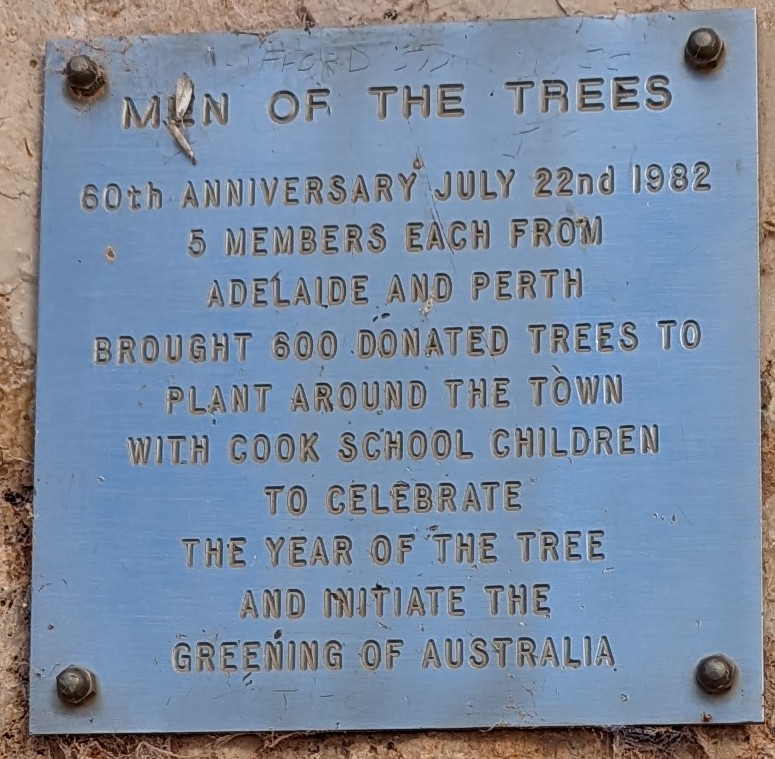 MEN OF THE TREES
60th ANNIVERSARY JULY 22nd 1982
5 MEMBERS EACH FROM
ADELAIDE AND PERTH
BROUGHT 600 DONATED TREES TO
PLANT AROUND THE TOWN
WITH COOK SCHOOL CHILDREN
TO CELEBRATE
THE YEAR OF THE TREE
AND INITIATE THE
GREENING OF AUSTRALIA